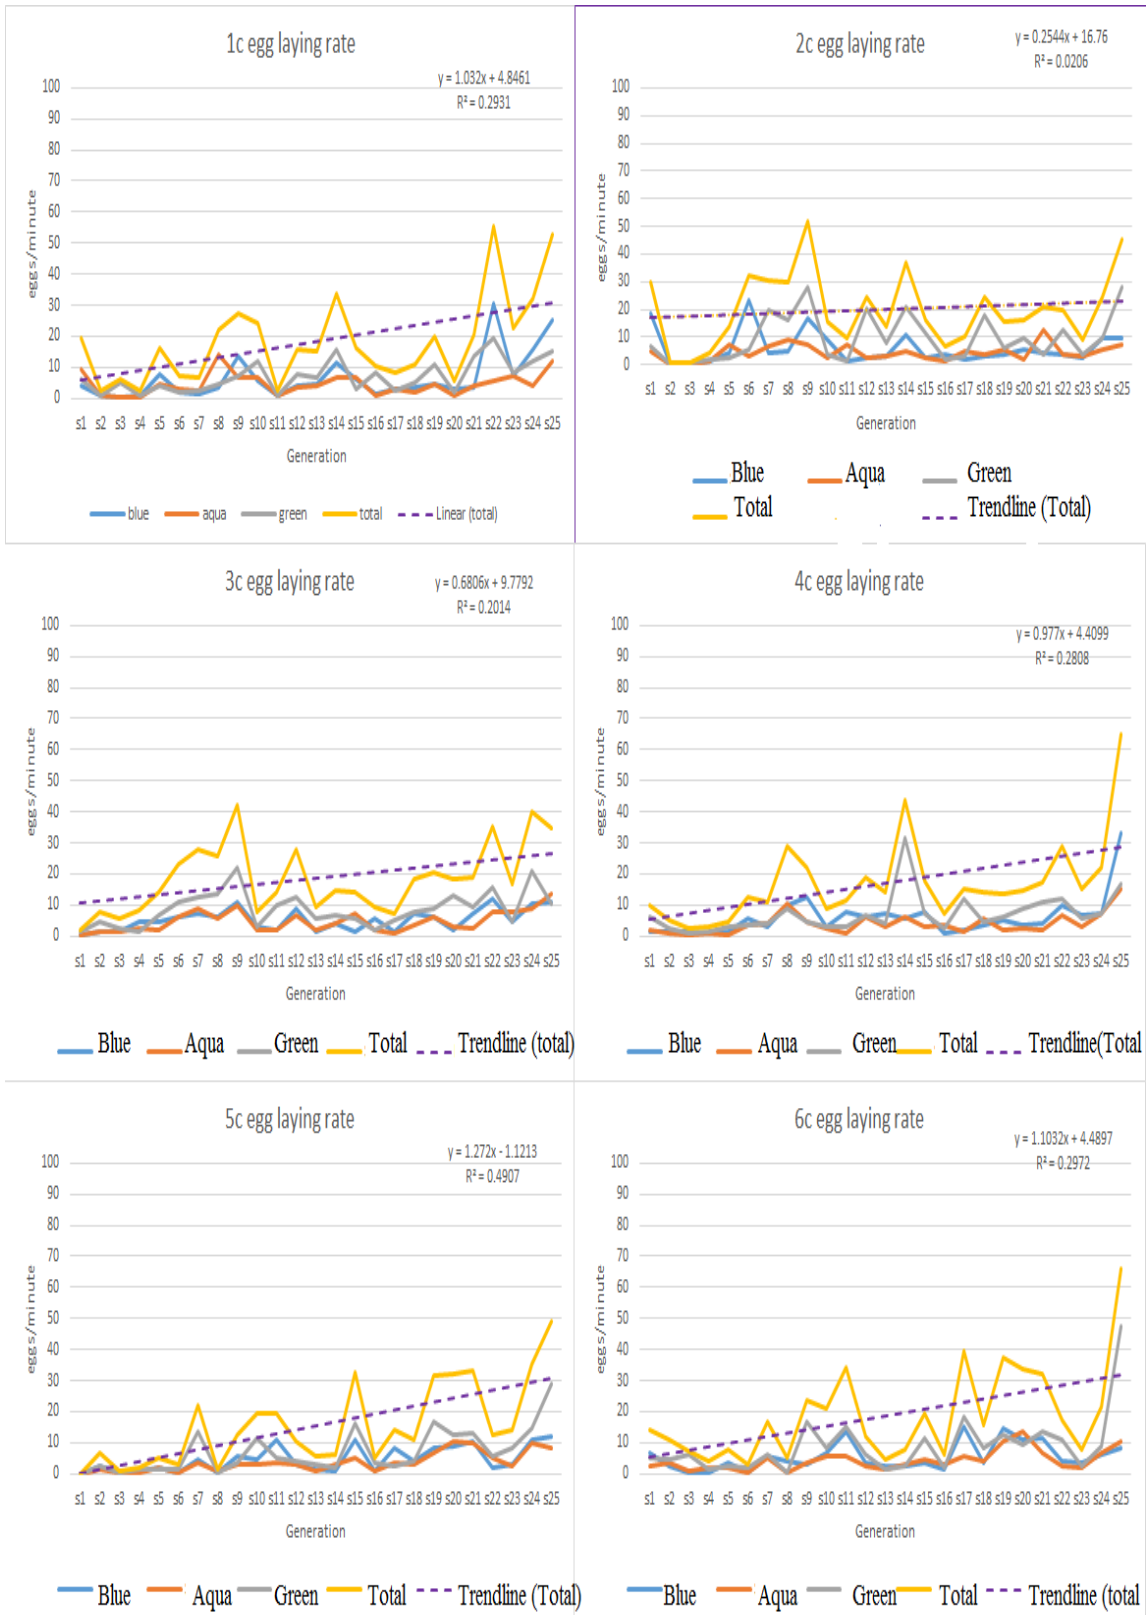 1c egg laying rate
y = 1.032x + 4.8461
R² = 0.2931
100
90
80
70
60
50
40
30
20
10
0
eggs/minute
s1 s2 s3 s4 s5 s6 s7 s8 s9 s10 s11 s12 s13 s14 s15 s16 s17 s18 s19 s20 s21 s22 s23 s24 s25
Generation
blue aqua green total Linear (total)
2c egg laying rate
y = 0.2544x + 16.76
R² = 0.0206
100
90
80
70
60
50
40
30
20
10
0
eggs/minute
s1 s2 s3 s4 s5 s6 s7 s8 s9 s10 s11 s12 s13 s14 s15 s16 s17 s18 s19 s20 s21 s22 s23 s24 s25
Generation
Blue Aqua Green
Total Trendline (Total)
3c egg laying rate
y = 0.6806x + 9.7792
R² = 0.2014
100
90
80
70
60
50
40
30
20
10
0
eggs/minute
s1 s2 s3 s4 s5 s6 s7 s8 s9 s10 s11 s12 s13 s14 s15 s16 s17 s18 s19 s20 s21 s22 s23 s24 s25
Generation
Blue Aqua Green Total Trendline (total)
4c egg laying rate
y = 0.977x + 4.4099
R² = 0.2808
100
90
80
70
60
50
40
30
20
10
0
eggs/minute
s1 s2 s3 s4 s5 s6 s7 s8 s9 s10 s11 s12 s13 s14 s15 s16 s17 s18 s19 s20 s21 s22 s23 s24 s25
Generation
Blue Aqua Green Total Trendline(Total
5c egg laying rate
y = 1.272x - 1.1213
R² = 0.4907
100
90
80
70
60
50
40
30
20
10
0
eggs/minute
s1 s2 s3 s4 s5 s6 s7 s8 s9 s10 s11 s12 s13 s14 s15 s16 s17 s18 s19 s20 s21 s22 s23 s24 s25
Generation
Blue Aqua Green Total Trendline (Total)
6c egg laying rate
y = 1.1032x + 4.4897
R² = 0.2972
100
90
80
70
60
50
40
30
20
10
0
eggs/minute
s1 s2 s3 s4 s5 s6 s7 s8 s9 s10 s11 s12 s13 s14 s15 s16 s17 s18 s19 s20 s21 s22 s23 s24 s25
Generation
Blue Aqua Green Total Trendline (total